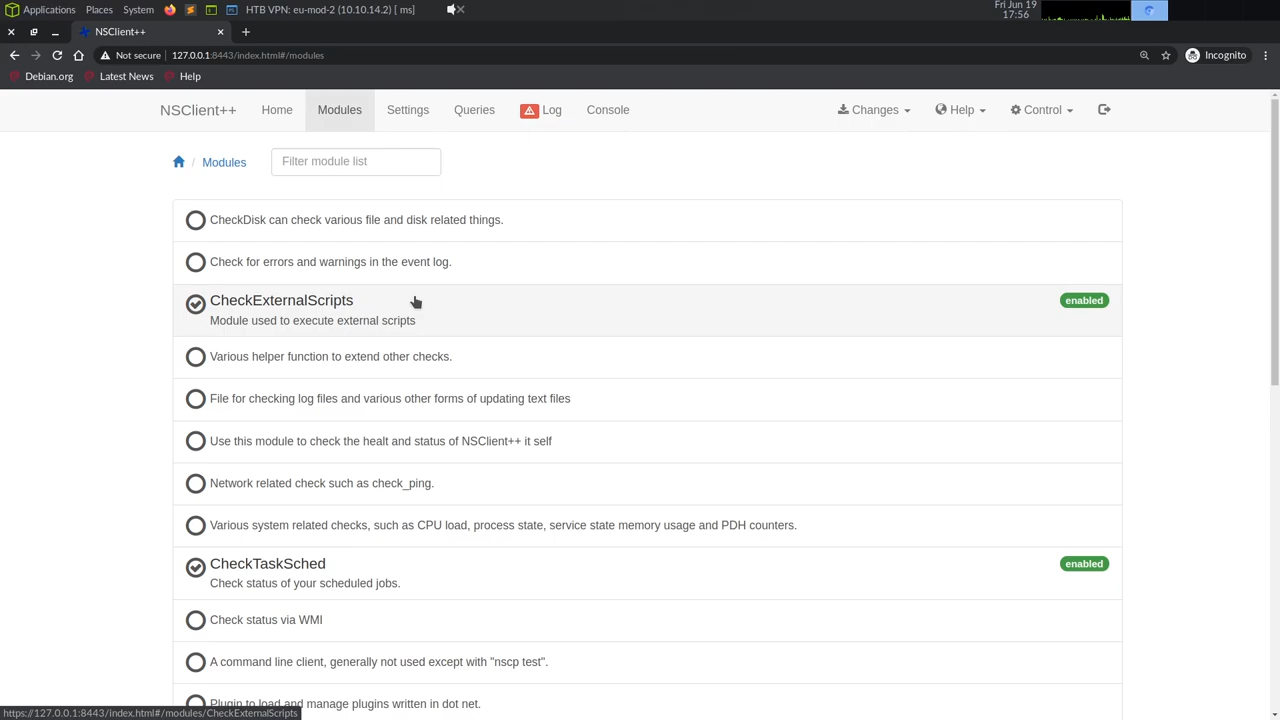 Applications Places System HTB VPN: eu-mod-2 (10.10.14.2) [ ms]
Fri Jun 19
17:56
NSClient++
Not secure 127.0.0.1:8443/index.html#/modules
Incognito
Debian.org Latest News Help
NSClient++ Home Modules Settings Queries Log Console Changes Help Control
/ Modules Filter module list
CheckDisk can check various file and disk related things.
Check for errors and warnings in the event log.
CheckExternalScripts enabled
Module used to execute external scripts
Various helper function to extend other checks.
File for checking log files and various other forms of updating text files
Use this module to check the healt and status of NSClient++ it self
Network related check such as check_ping.
Various system related checks, such as CPU load, process state, service state memory usage and PDH counters.
CheckTaskSched enabled
Check status of your scheduled jobs.
Check status via WMI
A command line client, generally not used except with "nscp test".
Plugin to load and manage plugins written in dot net.
https://127.0.0.1:8443/index.html#/modules/CheckExternalScripts